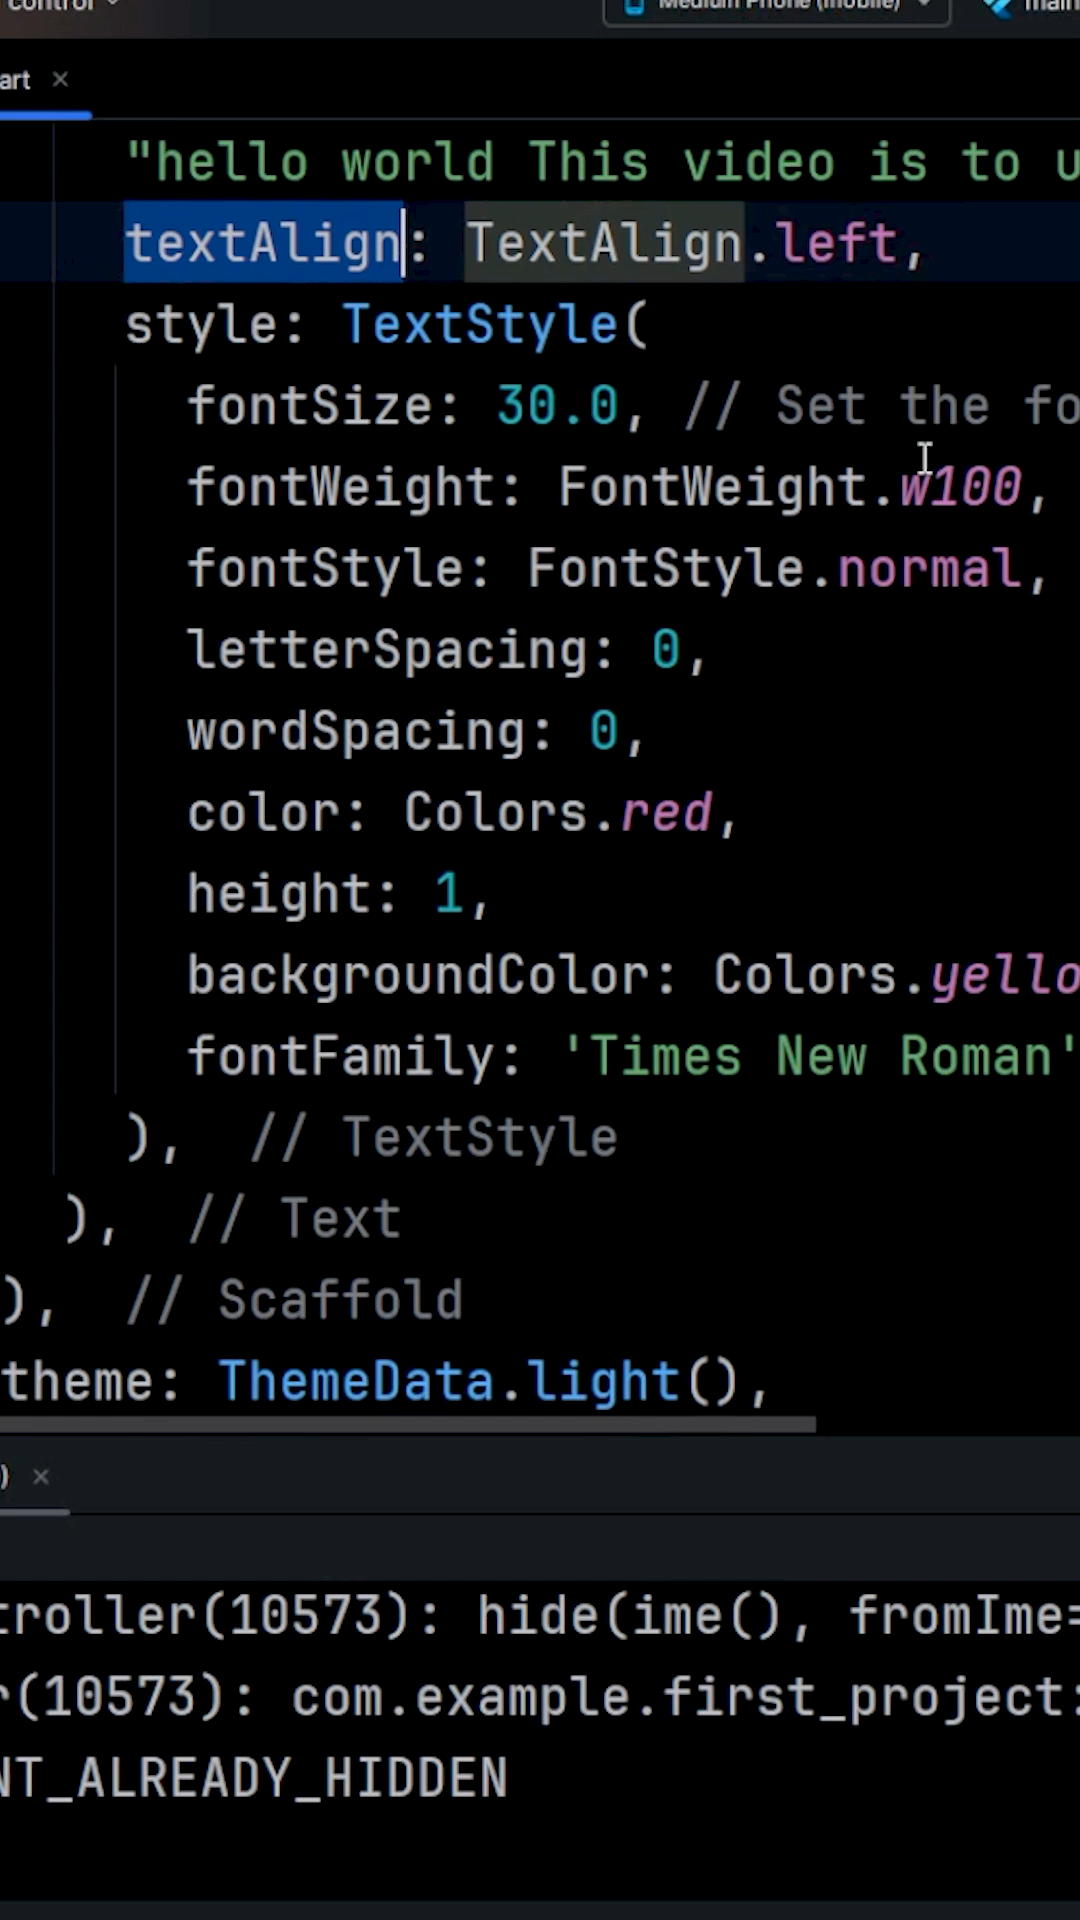 control
Medium Phone (mobile)
main
art
"hello world This video is to u
textAlign: TextAlign.left,
style: TextStyle(
fontSize: 30.0, // Set the fo
fontWeight: FontWeight.w100,
fontStyle: FontStyle.normal,
letterSpacing: 0,
wordSpacing: 0,
color: Colors.red,
height: 1,
backgroundColor: Colors.yello
fontFamily: 'Times New Roman'
), // TextStyle
), // Text
), // Scaffold
theme: ThemeData.light(),
)
troller(10573): hide(ime(), fromIme=
r(10573): com.example.first_project:
NT_ALREADY_HIDDEN